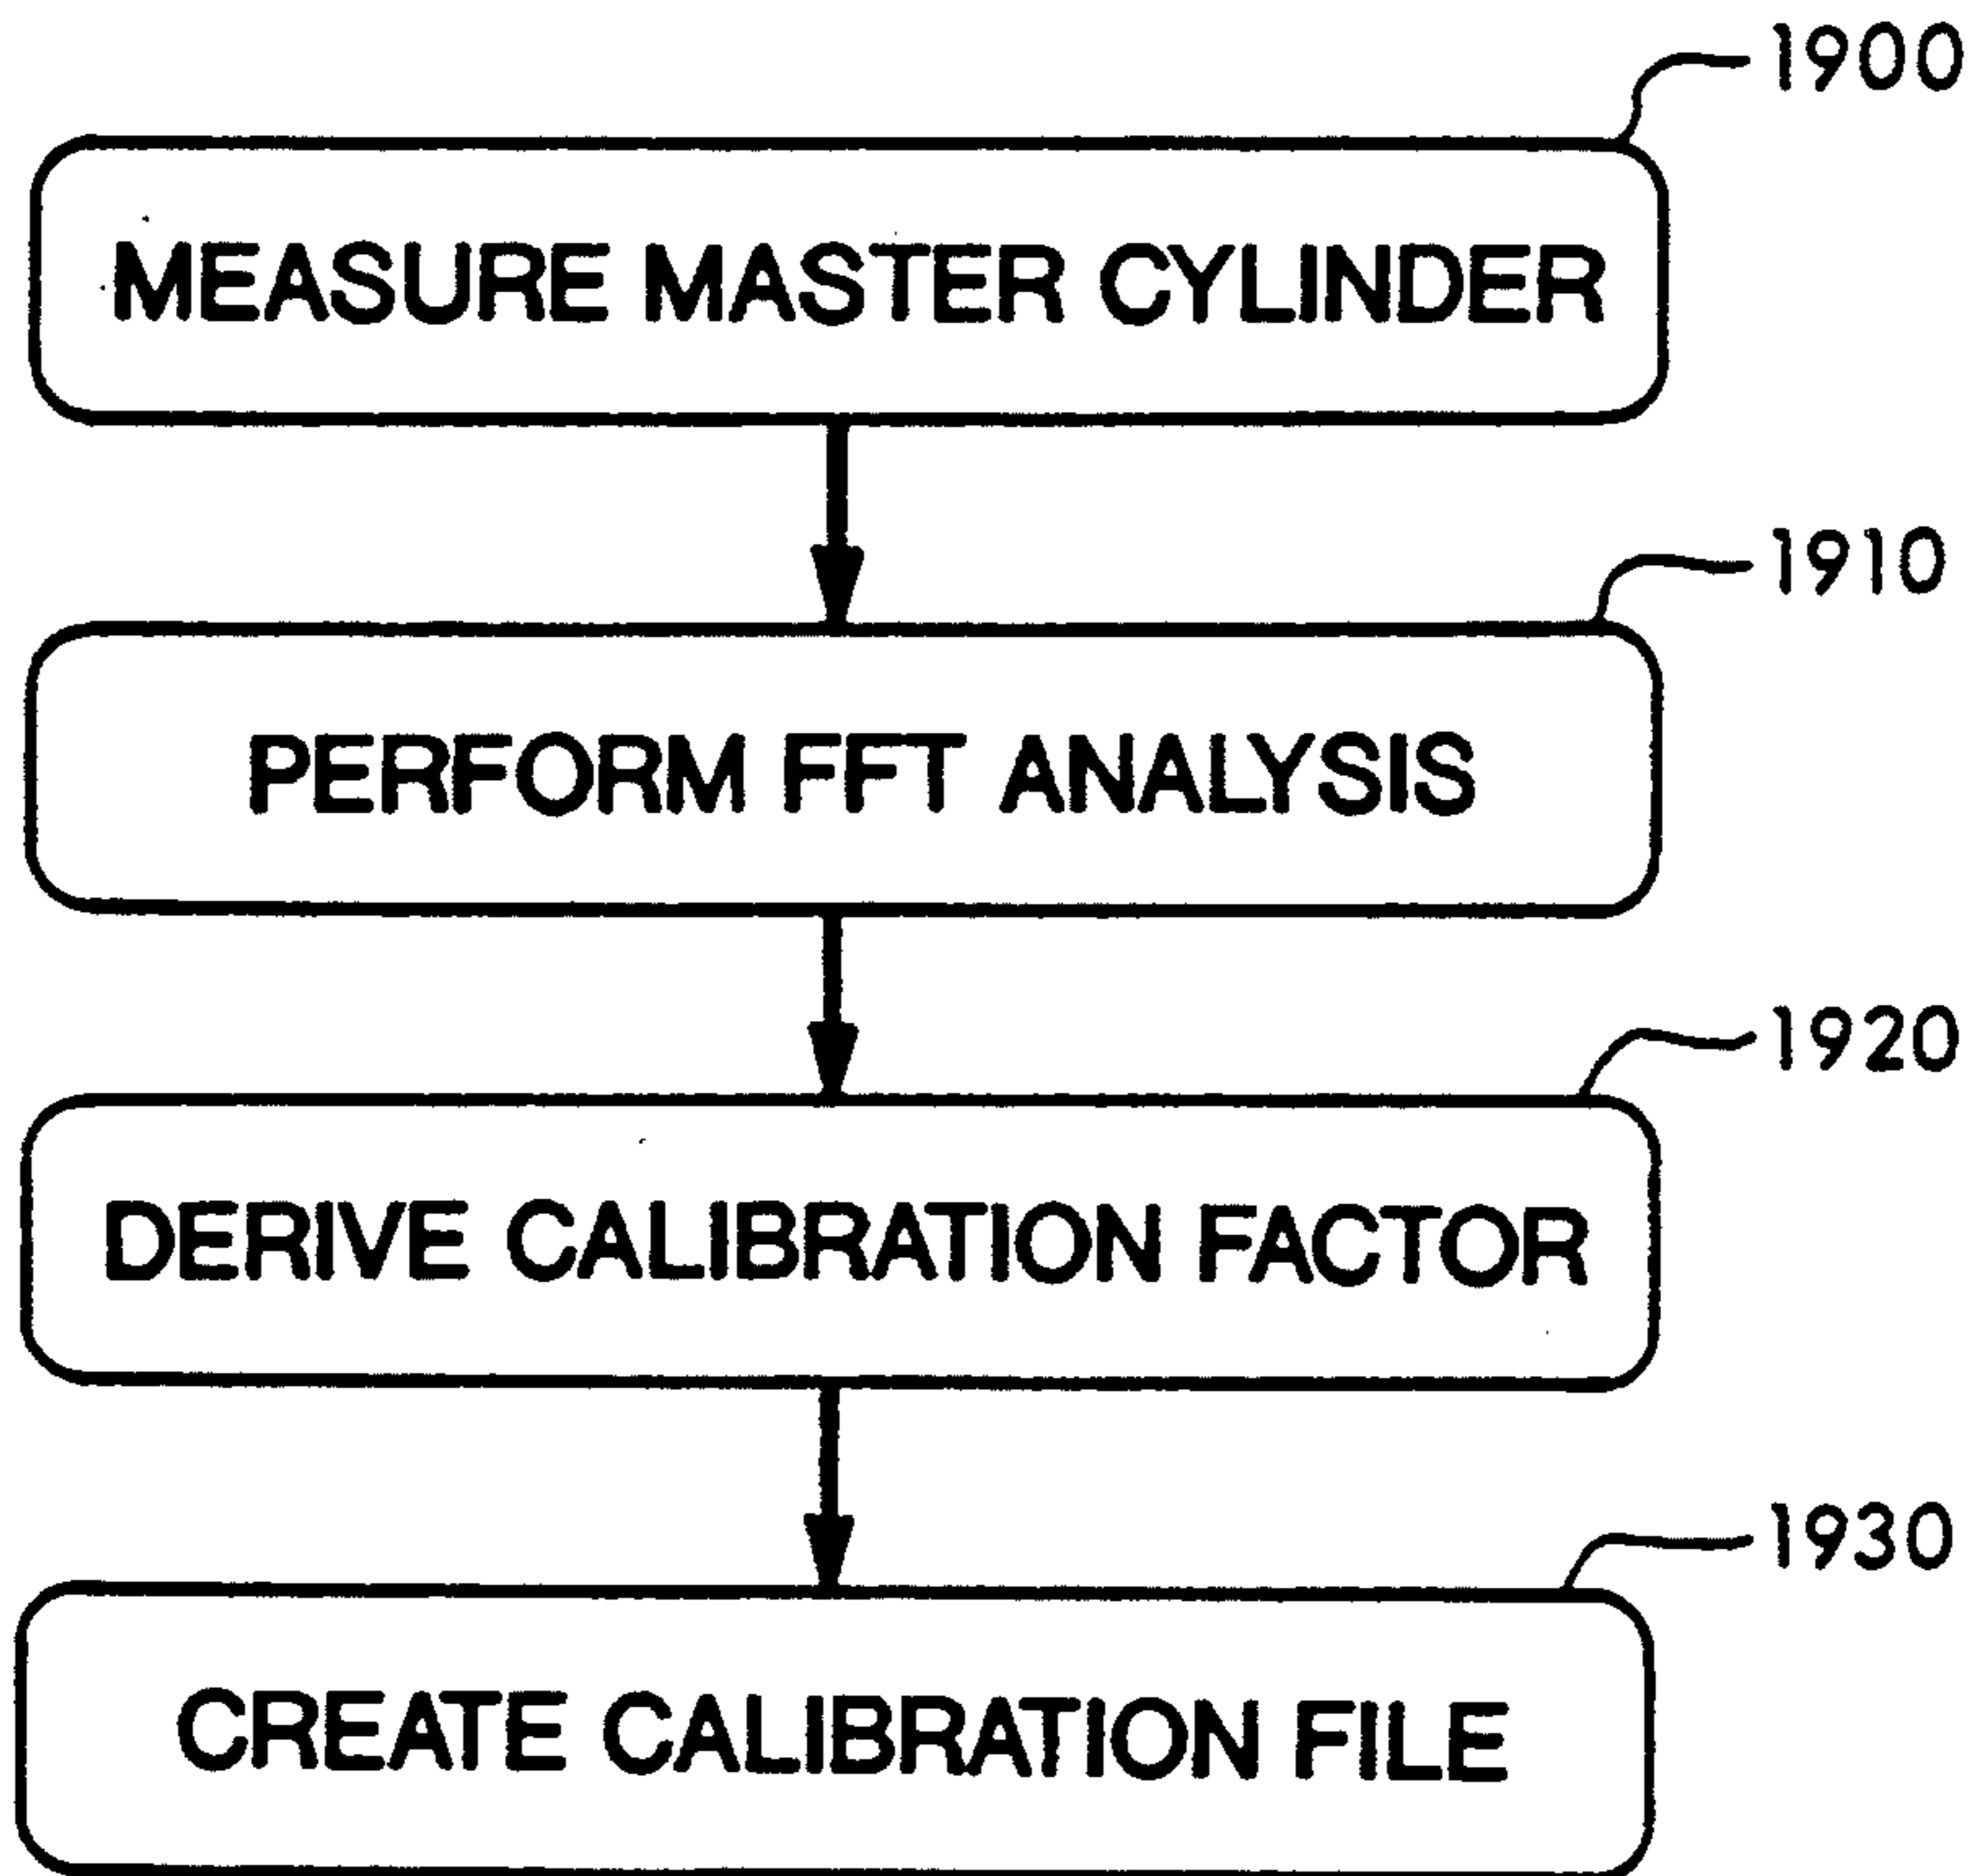 1900
MEASURE MASTER CYLINDER
1910
PERFORM FFT ANALYSIS
1920
DERIVE CALIBRATION FACTOR
1930
CREATE CALIBRATION FILE